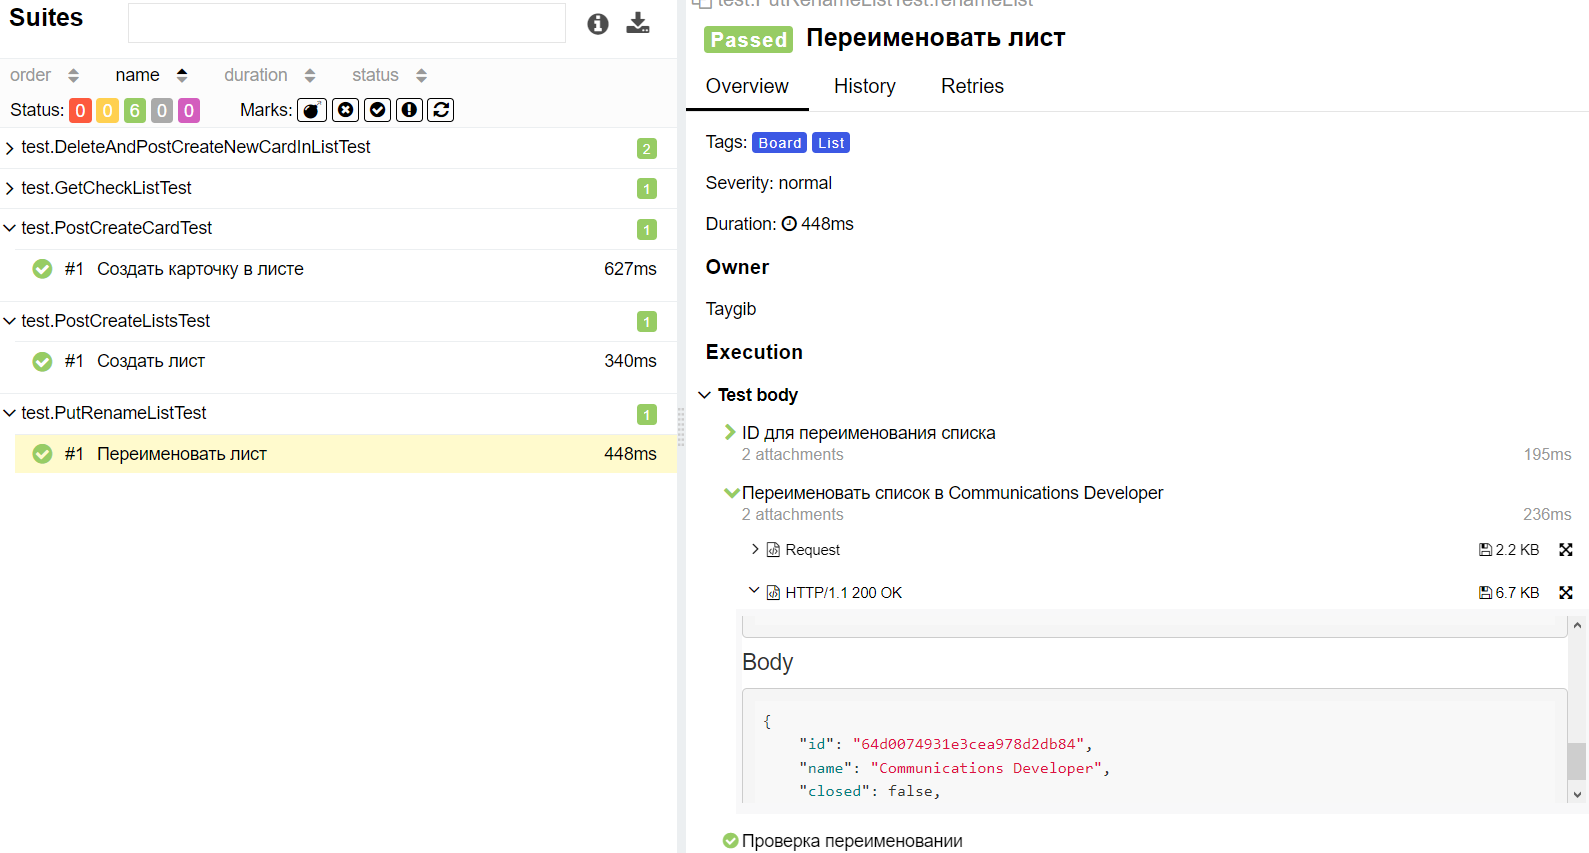 Suites
order name duration status
Status: 0 0 6 0 0 Marks:
test.DeleteAndPostCreateNewCardInListTest 2
test.GetCheckListTest 1
test.PostCreateCardTest 1
#1 Создать карточку в листе 627ms
test.PostCreateListsTest 1
#1 Создать лист 340ms
test.PutRenameListTest 1
#1 Переименовать лист 448ms
test.PutRenameListTest.renameList
Passed Переименовать лист
Overview History Retries
Tags: Board List
Severity: normal
Duration: 448ms
Owner
Taygib
Execution
Test body
ID для переименования списка
2 attachments 195ms
Переименовать список в Communications Developer
2 attachments 236ms
Request 2.2 KB
HTTP/1.1 200 OK 6.7 KB
Body
{
"id": "64d0074931e3cea978d2db84",
"name": "Communications Developer",
"closed": false,
Проверка переименовании